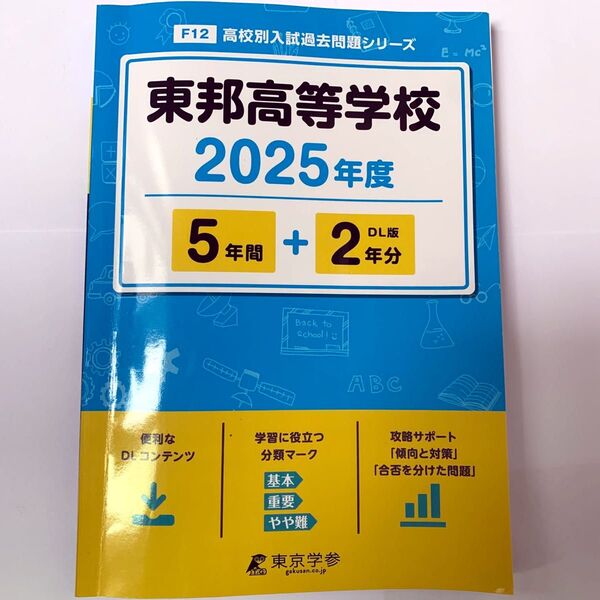 F12 高校別入試過去問題シリーズ
東邦高等学校
2025年度
5年間 + 2年分 DL版
E = Mc²
Back to School!
ABC
便利な
DLコンテンツ
学習に役立つ
分類マーク
基本
重要
やや難
攻略サポート
「傾向と対策」
「合否を分けた問題」
東京学参
gakusan.co.jp